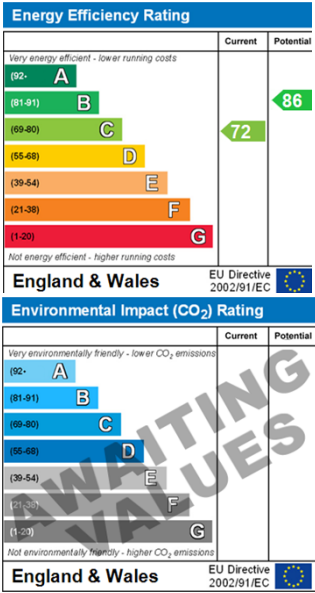 Energy Efficiency Rating
Current Potential
Very energy efficient - lower running costs
(92- A
(81-91) B
86
(69-80) C
72
(55-68) D
(39-54) E
(21-38) F
(1-20) G
Not energy efficient - higher running costs
England & Wales
EU Directive
2002/91/EC
Environmental Impact (CO2) Rating
Current Potential
Very environmentally friendly - lower CO2 emissions
(92- A
(81-91) B
(69-80) C
(55-68) D
(39-54) E
(21-38) F
(1-20) G
AWAITING
VALUES
Not environmentally friendly - higher CO2 emissions
England & Wales
EU Directive
2002/91/EC